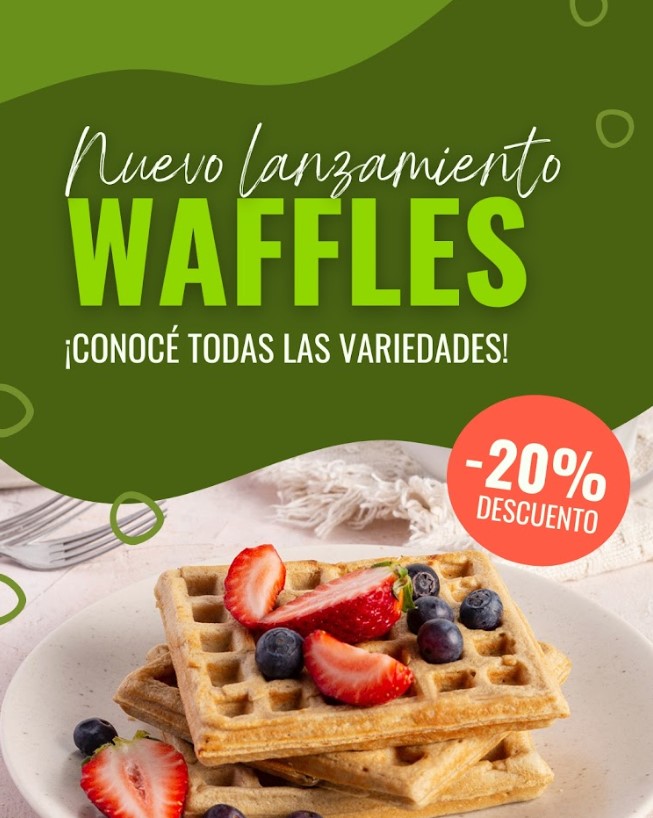 Nuevo lanzamiento
WAFFLES
¡CONOCÉ TODAS LAS VARIEDADES!
-20%
DESCUENTO